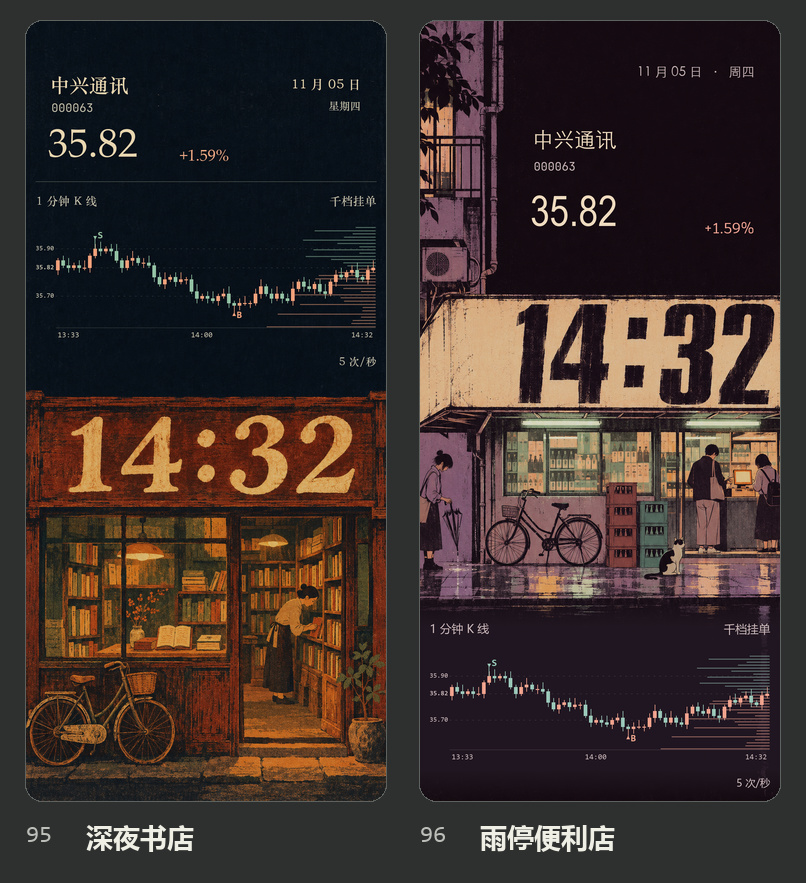 中兴通讯
000063
35.82
+1.59%
11 月 05 日
星期四
1 分钟 K 线
千档挂单
S
35.90
35.82
35.70
B
13:33
14:00
14:32
5 次/秒
14:32
95
深夜书店
11 月 05 日 · 周四
中兴通讯
000063
35.82
+1.59%
14:32
1 分钟 K 线
千档挂单
S
35.90
35.82
35.70
B
13:33
14:00
14:32
5 次/秒
96
雨停便利店